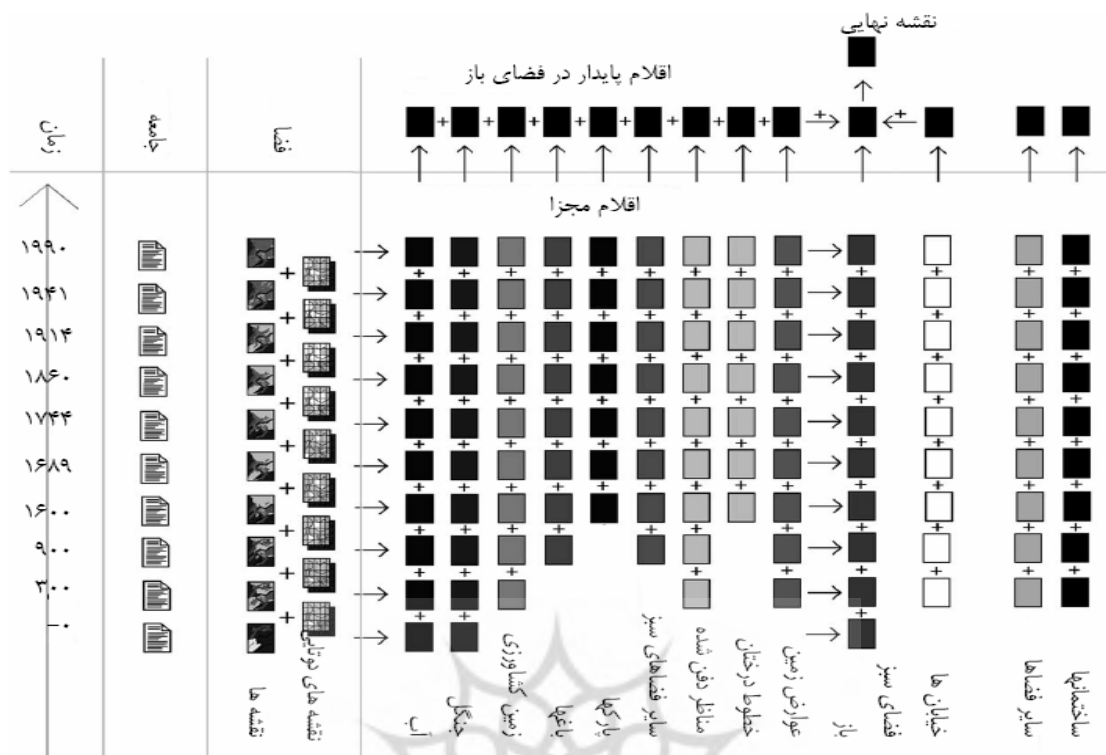 نقشه نهایی
اقلام پایدار در فضای باز
زمان
جامعه
فضا
اقلام مجزا
۱۹۹۰
۱۹۴۱
۱۹۱۴
۱۸۶۰
۱۷۴۴
۱۶۸۹
۱۶۰۰
۹۰۰
۳۰۰
۰-
نقشه ها
نقشه های دوتایی
آب
جنگل
زمین کشاورزی
باغها
پارکها
سایر فضاهای سبز
مناظر دفن شده
خطوط درختان
عوارض زمین
فضای سبز
باز
خیابان ها
سایر فضاها
ساختمانها